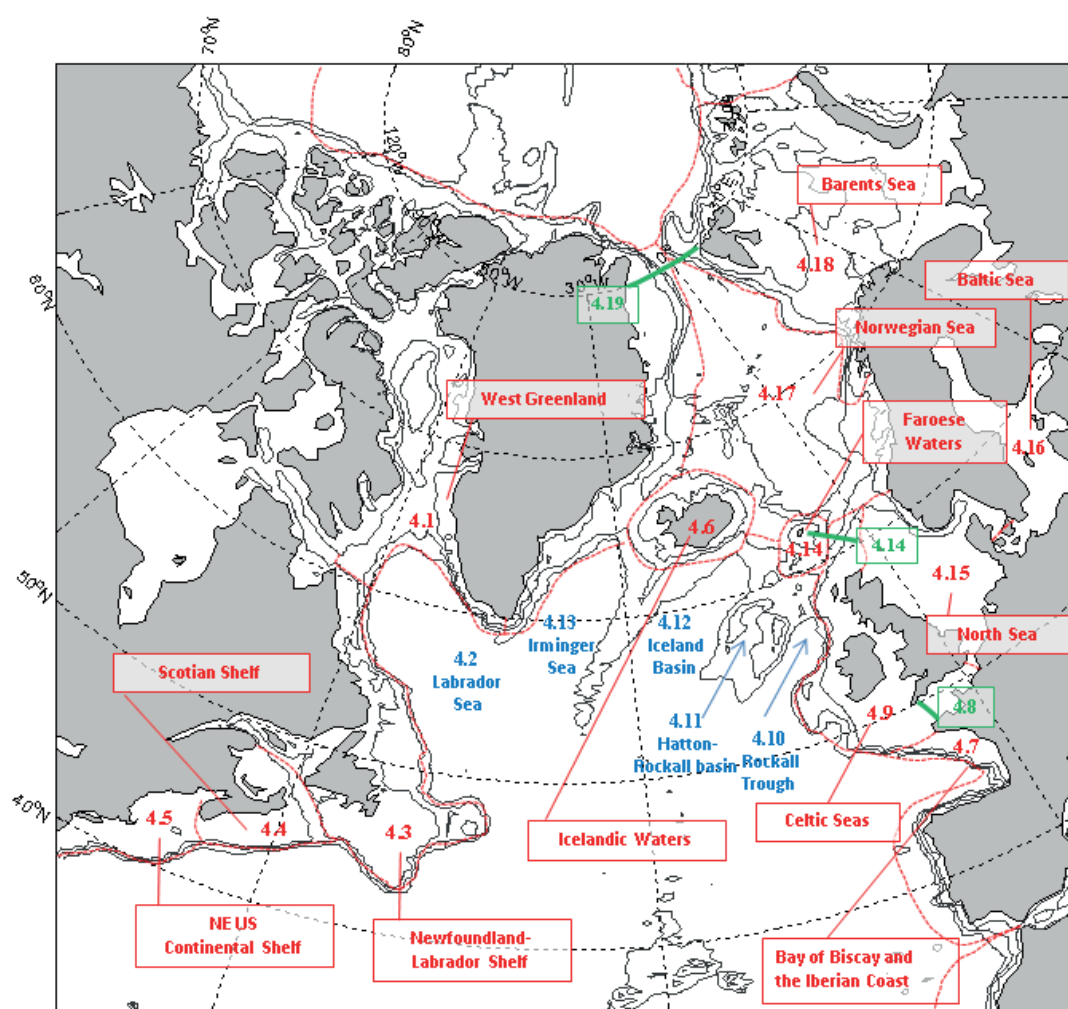 70°N
80°N
120°W
Barents Sea
4.18
60°N
30°W
4.19
Baltic Sea
Norwegian Sea
4.17
West Greenland
Faroese
Waters
4.16
4.1
4.6
4.14
4.14
50°N
4.15
4.13
Irminger
Sea
4.12
Iceland
Basin
North Sea
4.2
Labrador
Sea
Scotian Shelf
4.8
4.9
4.11
Hatton-
Rockall basin
4.10
Rockall
Trough
4.7
40°N
4.5
4.4
4.3
Icelandic Waters
Celtic Seas
NE US
Continental Shelf
Newfoundland-
Labrador Shelf
Bay of Biscay and
the Iberian Coast